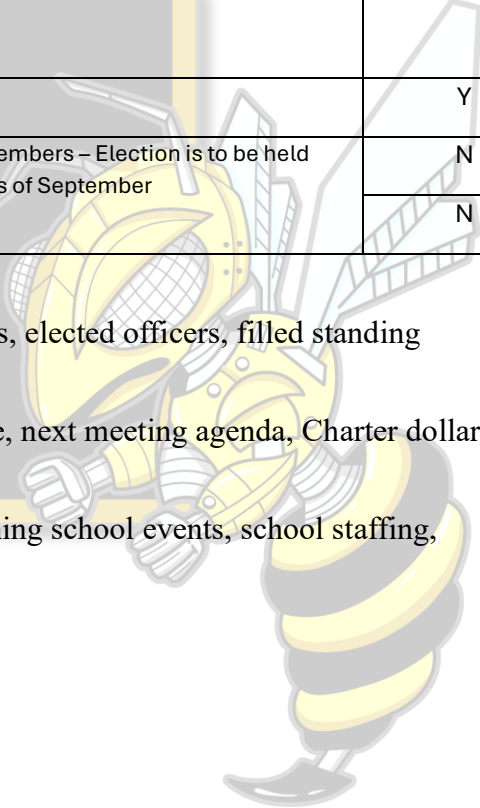 Y
embers – Election is to be held
N
s of September
N
s, elected officers, filled standing
e, next meeting agenda, Charter dollar
ing school events, school staffing,